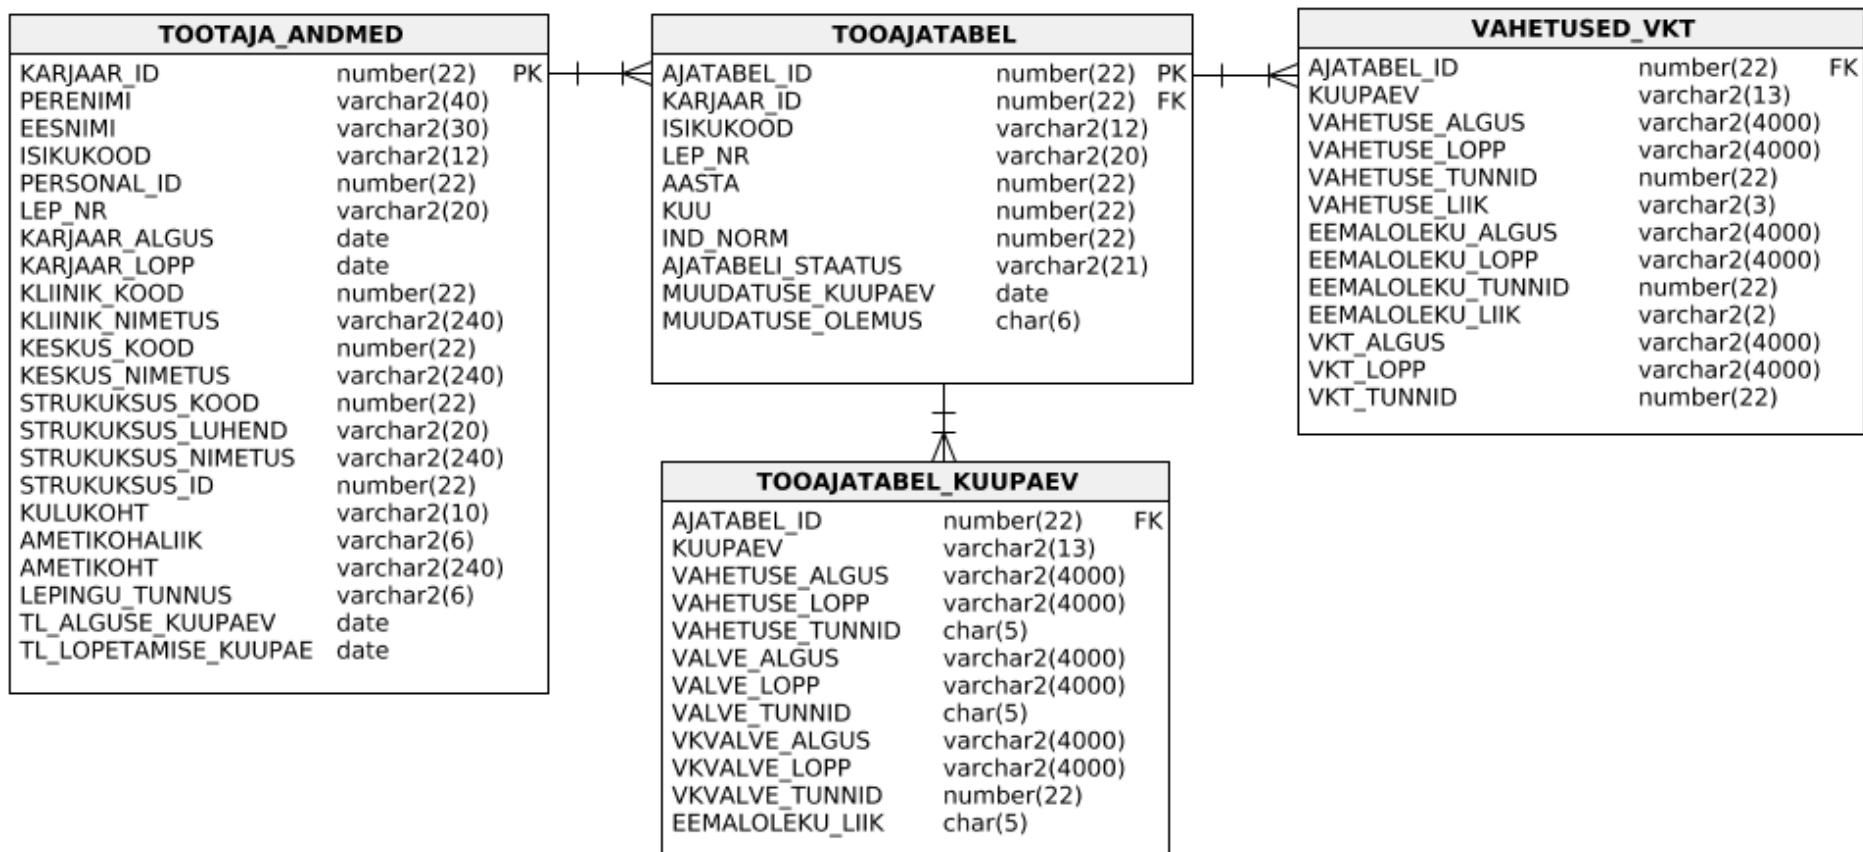 TOOTAJA_ANDMED
KARJAAR_ID number(22) PK
PERENIMI varchar2(40)
EESNIMI varchar2(30)
ISIKUKOOD varchar2(12)
PERSONAL_ID number(22)
LEP_NR varchar2(20)
KARJAAR_ALGUS date
KARJAAR_LOPP date
KLIINIK_KOOD number(22)
KLIINIK_NIMETUS varchar2(240)
KESKUS_KOOD number(22)
KESKUS_NIMETUS varchar2(240)
STRUKUKSUS_KOOD number(22)
STRUKUKSUS_LUHEND varchar2(20)
STRUKUKSUS_NIMETUS varchar2(240)
STRUKUKSUS_ID number(22)
KULUKOHT varchar2(10)
AMETIKOHALIIK varchar2(6)
AMETIKOHT varchar2(240)
LEPINGU_TUNNUS varchar2(6)
TL_ALGUSE_KUUPAEV date
TL_LOPETAMISE_KUUPAE date
TOOAJATABEL
AJATABEL_ID number(22) PK
KARJAAR_ID number(22) FK
ISIKUKOOD varchar2(12)
LEP_NR varchar2(20)
AASTA number(22)
KUU number(22)
IND_NORM number(22)
AJATABELI_STAATUS varchar2(21)
MUUDATUSE_KUUPAEV date
MUUDATUSE_OLEMUS char(6)
VAHETUSED_VKT
AJATABEL_ID number(22) FK
KUUPAEV varchar2(13)
VAHETUSE_ALGUS varchar2(4000)
VAHETUSE_LOPP varchar2(4000)
VAHETUSE_TUNNID number(22)
VAHETUSE_LIIK varchar2(3)
EEMALOLEKU_ALGUS varchar2(4000)
EEMALOLEKU_LOPP varchar2(4000)
EEMALOLEKU_TUNNID number(22)
EEMALOLEKU_LIIK varchar2(2)
VKT_ALGUS varchar2(4000)
VKT_LOPP varchar2(4000)
VKT_TUNNID number(22)
TOOAJATABEL_KUUPAEV
AJATABEL_ID number(22) FK
KUUPAEV varchar2(13)
VAHETUSE_ALGUS varchar2(4000)
VAHETUSE_LOPP varchar2(4000)
VAHETUSE_TUNNID char(5)
VALVE_ALGUS varchar2(4000)
VALVE_LOPP varchar2(4000)
VALVE_TUNNID char(5)
VKVALVE_ALGUS varchar2(4000)
VKVALVE_LOPP varchar2(4000)
VKVALVE_TUNNID number(22)
EEMALOLEKU_LIIK char(5)